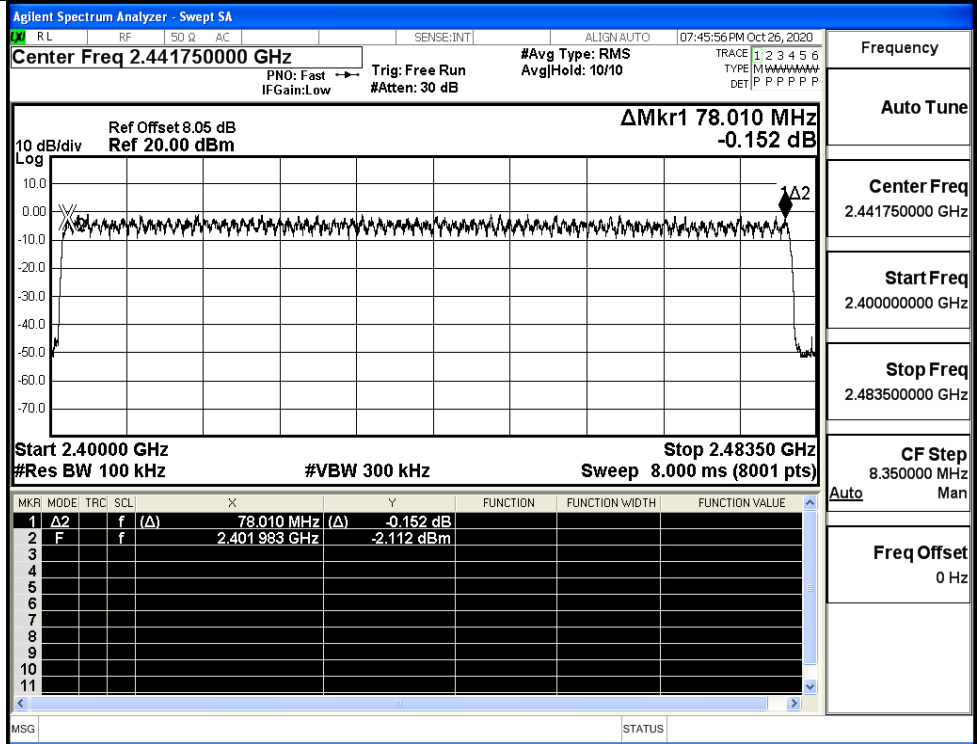 Agilent Spectrum Analyzer - Swept SA
LXI RL RF 50 Ω AC SENSE:INT ALIGNAUTO 07:45:56 PM Oct 26, 2020
Center Freq 2.441750000 GHz
PNO: Fast
IFGain:Low
Trig: Free Run
#Atten: 30 dB
#Avg Type: RMS
Avg|Hold: 10/10
TRACE 1 2 3 4 5 6
TYPE M W W W W W
DET P P P P P P
ΔMkr1 78.010 MHz
-0.152 dB
Ref Offset 8.05 dB
10 dB/div Ref 20.00 dBm
Log
10.0
0.00
-10.0
-20.0
-30.0
-40.0
-50.0
-60.0
-70.0
1Δ2
Start 2.40000 GHz Stop 2.48350 GHz
#Res BW 100 kHz #VBW 300 kHz Sweep 8.000 ms (8001 pts)
MKR MODE TRC SCL X Y FUNCTION FUNCTION WIDTH FUNCTION VALUE
1 Δ2 f (Δ) 78.010 MHz (Δ) -0.152 dB
2 F f 2.401 983 GHz -2.112 dBm
3
4
5
6
7
8
9
10
11
MSG STATUS
Frequency
Auto Tune
Center Freq
2.441750000 GHz
Start Freq
2.400000000 GHz
Stop Freq
2.483500000 GHz
CF Step
8.350000 MHz
Auto Man
Freq Offset
0 Hz